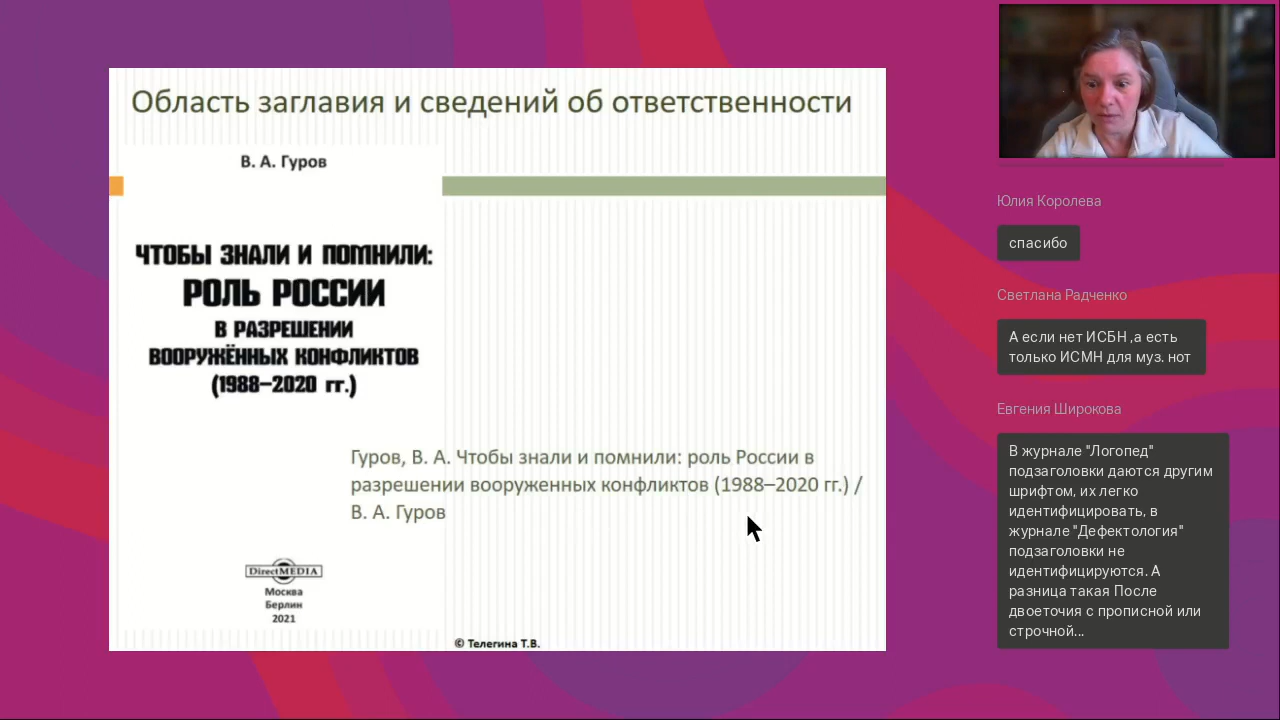 Область заглавия и сведений об ответственности
В. А. Гуров
ЧТОБЫ ЗНАЛИ И ПОМНИЛИ:
РОЛЬ РОССИИ
В РАЗРЕШЕНИИ
ВООРУЖЁННЫХ КОНФЛИКТОВ
(1988–2020 гг.)
Гуров, В. А. Чтобы знали и помнили: роль России в
разрешении вооруженных конфликтов (1988–2020 гг.) /
В. А. Гуров
DirectMEDIA
Москва
Берлин
2021
© Телегина Т.В.
Юлия Королева
спасибо
Светлана Радченко
А если нет ИСБН ,а есть
только ИСМН для муз. нот
Евгения Широкова
В журнале "Логопед"
подзаголовки даются другим
шрифтом, их легко
идентифицировать, в
журнале "Дефектология"
подзаголовки не
идентифицируются. А
разница такая После
двоеточия с прописной или
строчной...